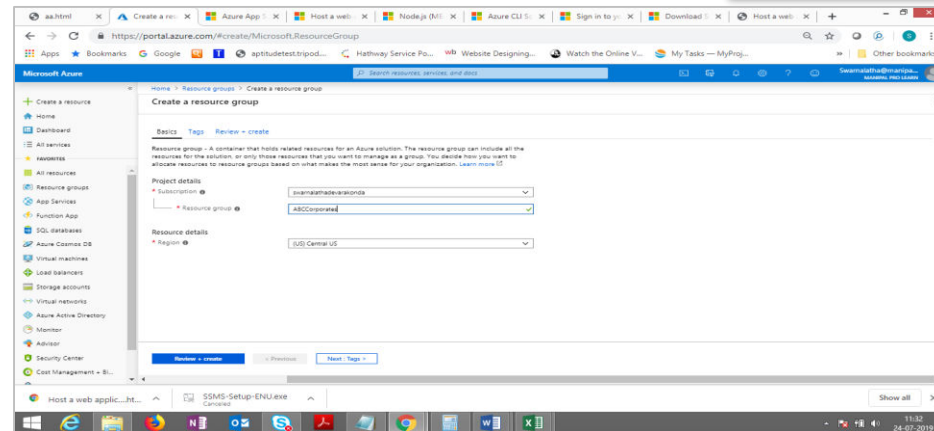 aa.html
Create a res
Azure App S
Host a web
Node.js (MI
Azure CLI Sc
Sign in to yo
Download S
Host a web
https://portal.azure.com/#create/Microsoft.ResourceGroup
Apps Bookmarks Google aptitudetest.tripod... Hathway Service Po... Website Designing... Watch the Online V... My Tasks — MyProj... Other bookmarks
Microsoft Azure
Search resources, services, and docs
Swarnalatha@manipa...
MANIPAL PRO LEARN
Home > Resource groups > Create a resource group
Create a resource group
Create a resource
Home
Dashboard
All services
FAVORITES
All resources
Resource groups
App Services
Function App
SQL databases
Azure Cosmos DB
Virtual machines
Load balancers
Storage accounts
Virtual networks
Azure Active Directory
Monitor
Advisor
Security Center
Cost Management + Bi...
Basics Tags Review + create
Resource group - A container that holds related resources for an Azure solution. The resource group can include all the
resources for the solution, or only those resources that you want to manage as a group. You decide how you want to
allocate resources to resource groups based on what makes the most sense for your organization. Learn more
Project details
* Subscription swarnalathadevarakonda
* Resource group ABCCorporates
Resource details
* Region (US) Central US
Review + create < Previous Next : Tags >
Host a web applic....ht...
SSMS-Setup-ENU.exe
Canceled
Show all
11:32
24-07-2019